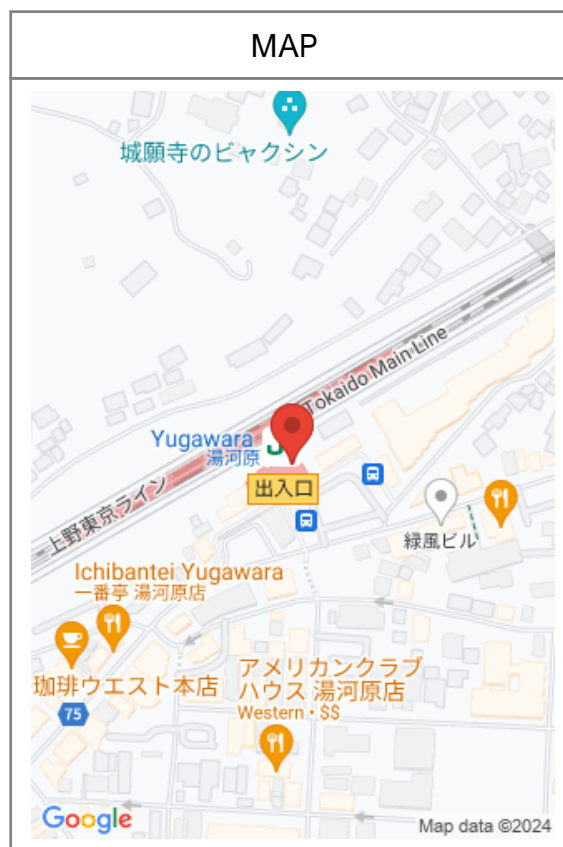 MAP
城願寺のビャクシン
Tokaido Main Line
Yugawara
湯河原
J
出入口
上野東京ライン
緑風ビル
Ichibantei Yugawara
一番亭 湯河原店
珈琲ウエスト本店
75
アメリカンクラブ
ハウス 湯河原店
Western・$$
Google
Map data ©2024